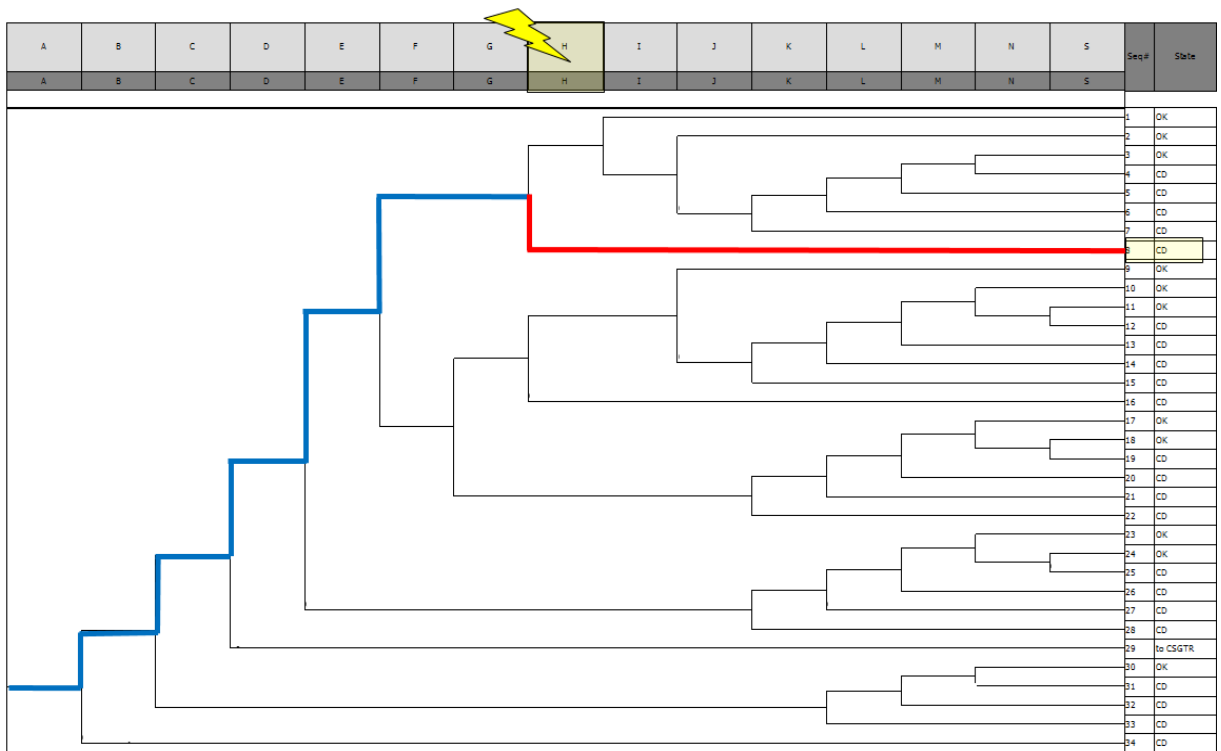 A B C D E F G H I J K L M N S Seq# State
A B C D E F G H I J K L M N S
1 OK
2 OK
3 OK
4 CD
5 CD
6 CD
7 CD
8 CD
9 OK
10 OK
11 OK
12 CD
13 CD
14 CD
15 CD
16 CD
17 OK
18 OK
19 CD
20 CD
21 CD
22 CD
23 OK
24 OK
25 CD
26 CD
27 CD
28 CD
29 to CSGTR
30 OK
31 CD
32 CD
33 CD
34 CD